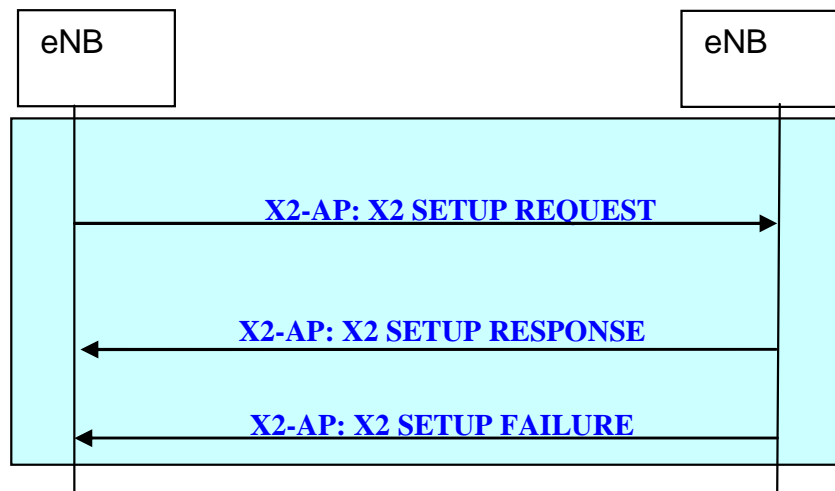 eNB
eNB
X2-AP: X2 SETUP REQUEST
X2-AP: X2 SETUP RESPONSE
X2-AP: X2 SETUP FAILURE